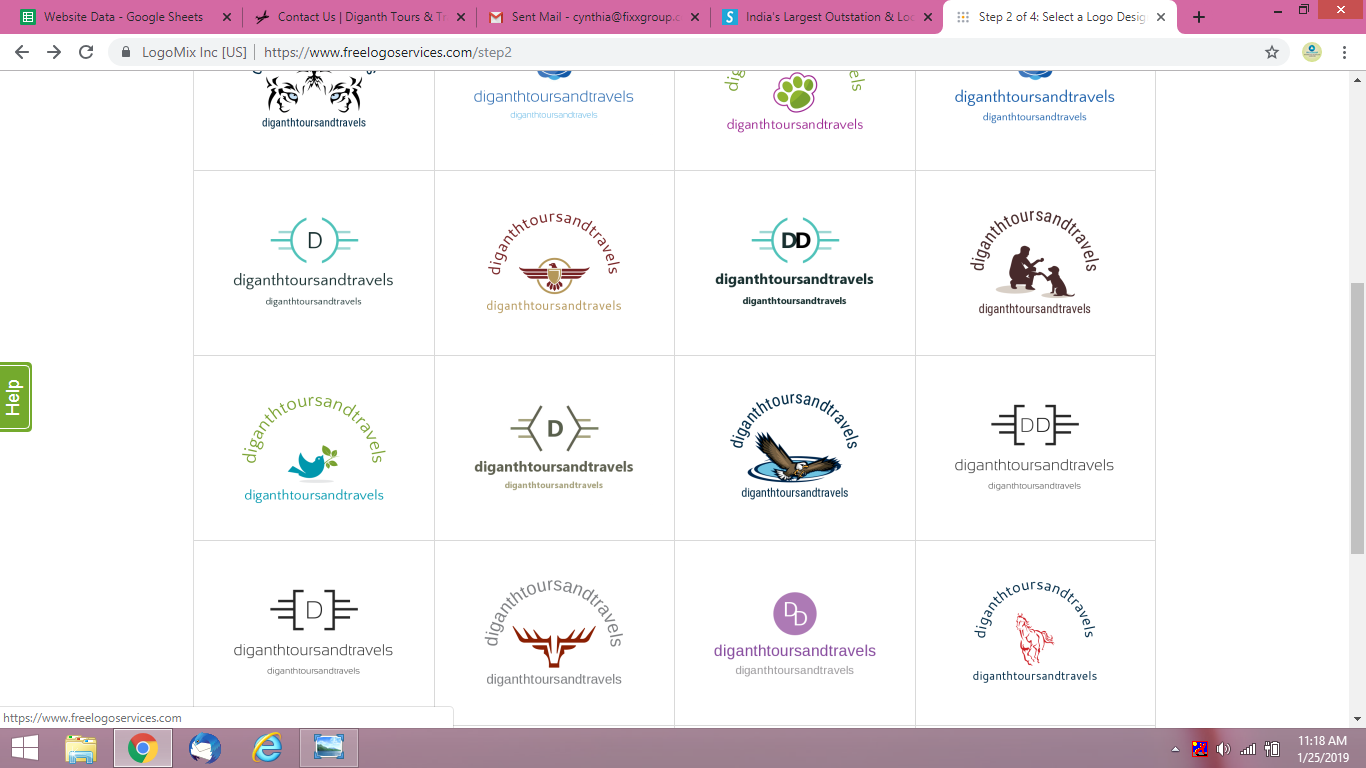 Website Data - Google Sheets
Contact Us | Diganth Tours & Tr
Sent Mail - cynthia@fixxgroup.c
India's Largest Outstation & Loc
Step 2 of 4: Select a Logo Desig
LogoMix Inc [US] | https://www.freelogoservices.com/step2
diganthtoursandtravels
diganthtoursandtravels
diganthtoursandtravels
diganthtoursandtravels
diganthtoursandtravels
diganthtoursandtravels
D
diganthtoursandtravels
diganthtoursandtravels
diganthtoursandtravels
diganthtoursandtravels
DD
diganthtoursandtravels
diganthtoursandtravels
diganthtoursandtravels
diganthtoursandtravels
Help
diganthtoursandtravels
diganthtoursandtravels
D
diganthtoursandtravels
diganthtoursandtravels
diganthtoursandtravels
diganthtoursandtravels
DD
diganthtoursandtravels
diganthtoursandtravels
D
diganthtoursandtravels
diganthtoursandtravels
diganthtoursandtravels
diganthtoursandtravels
DD
diganthtoursandtravels
diganthtoursandtravels
diganthtoursandtravels
diganthtoursandtravels
https://www.freelogoservices.com
11:18 AM
1/25/2019